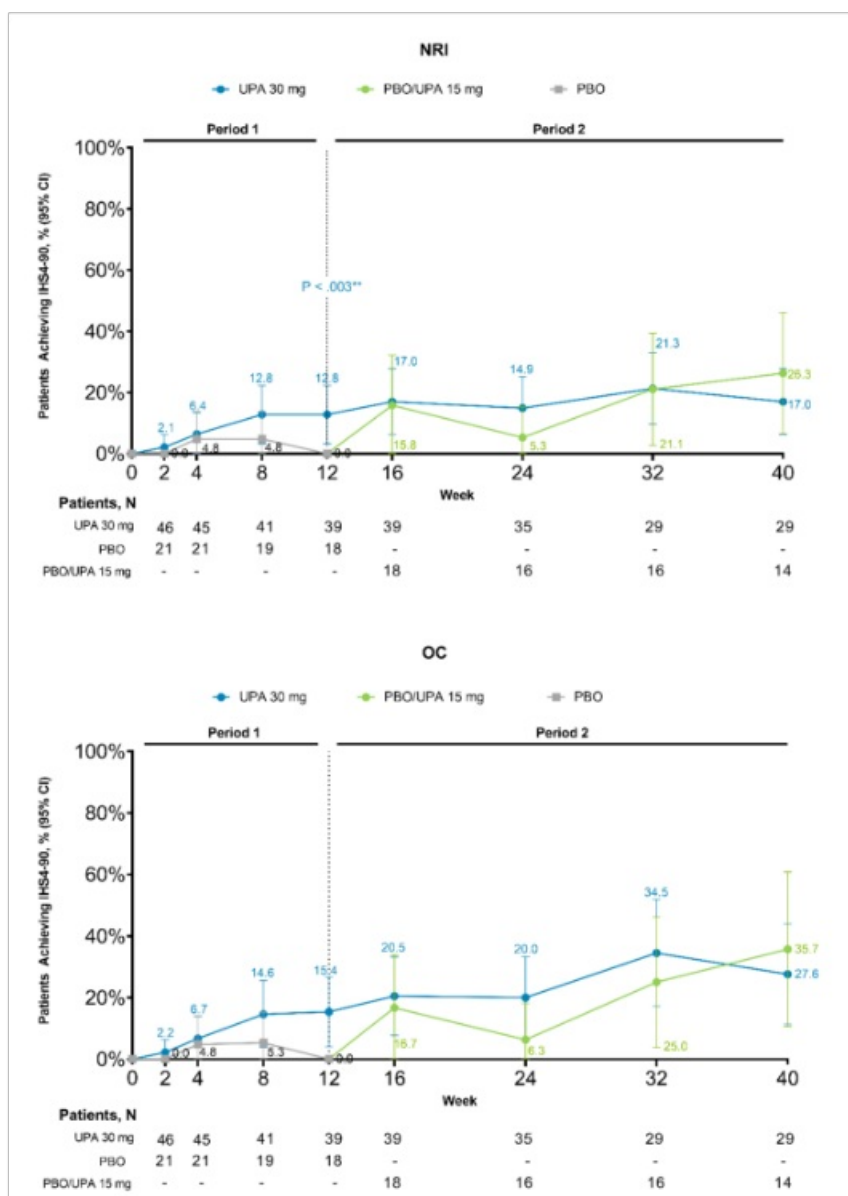 NRI
UPA 30 mg PBO/UPA 15 mg PBO
Period 1 Period 2
Patients Achieving IHS4-90, % (95% CI)
100%
80%
60%
40%
20%
0%
P < .003**
2.1 6.4 12.8 12.8 17.0 14.9 21.3 17.0
0.0 4.8 4.8 0.0
15.8 5.3 21.1 26.3
0 2 4 8 12 16 24 32 40
Week
Patients, N
UPA 30 mg 46 45 41 39 39 35 29 29
PBO 21 21 19 18 - - - -
PBO/UPA 15 mg - - - - 18 16 16 14
OC
UPA 30 mg PBO/UPA 15 mg PBO
Period 1 Period 2
Patients Achieving IHS4-90, % (95% CI)
100%
80%
60%
40%
20%
0%
2.2 6.7 14.6 15.4 20.5 20.0 34.5 27.6
0.0 4.8 5.3 0.0
16.7 6.3 25.0 35.7
0 2 4 8 12 16 24 32 40
Week
Patients, N
UPA 30 mg 46 45 41 39 39 35 29 29
PBO 21 21 19 18 - - - -
PBO/UPA 15 mg - - - - 18 16 16 14